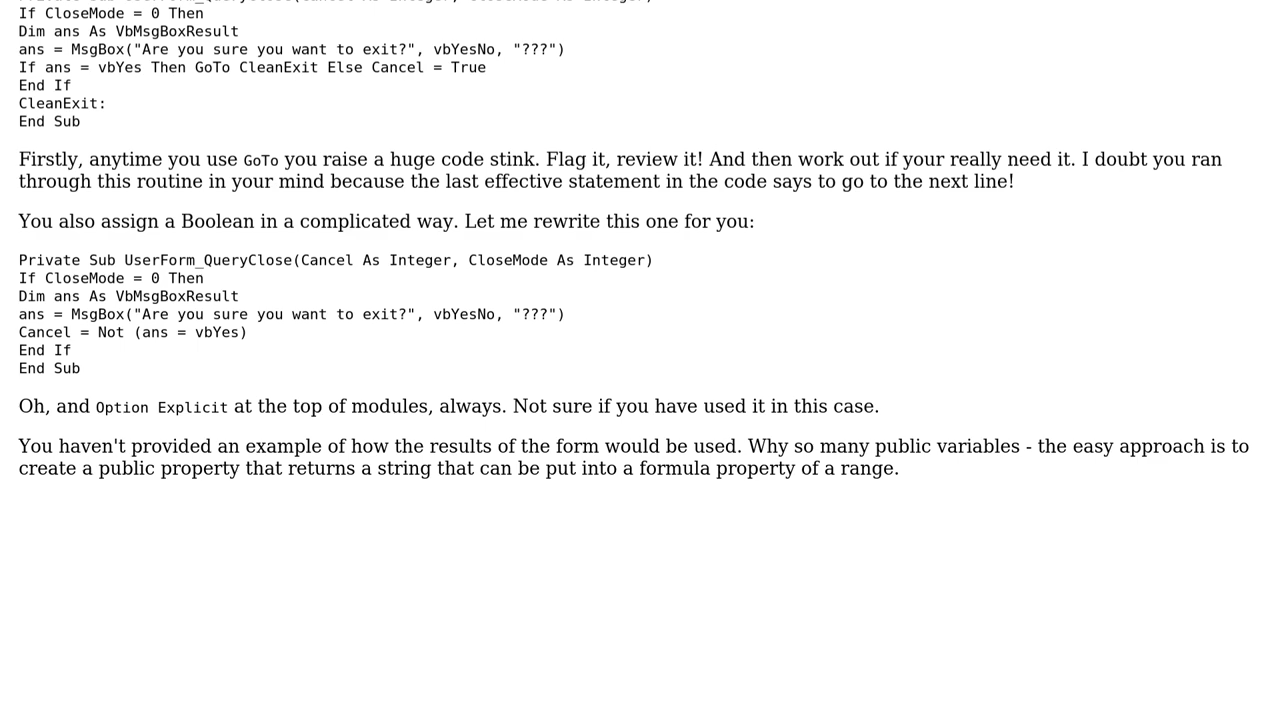 If CloseMode = 0 Then
Dim ans As VbMsgBoxResult
ans = MsgBox("Are you sure you want to exit?", vbYesNo, "???")
If ans = vbYes Then GoTo CleanExit Else Cancel = True
End If
CleanExit:
End Sub
Firstly, anytime you use GoTo you raise a huge code stink. Flag it, review it! And then work out if your really need it. I doubt you ran
through this routine in your mind because the last effective statement in the code says to go to the next line!
You also assign a Boolean in a complicated way. Let me rewrite this one for you:
Private Sub UserForm_QueryClose(Cancel As Integer, CloseMode As Integer)
If CloseMode = 0 Then
Dim ans As VbMsgBoxResult
ans = MsgBox("Are you sure you want to exit?", vbYesNo, "???")
Cancel = Not (ans = vbYes)
End If
End Sub
Oh, and Option Explicit at the top of modules, always. Not sure if you have used it in this case.
You haven't provided an example of how the results of the form would be used. Why so many public variables - the easy approach is to
create a public property that returns a string that can be put into a formula property of a range.